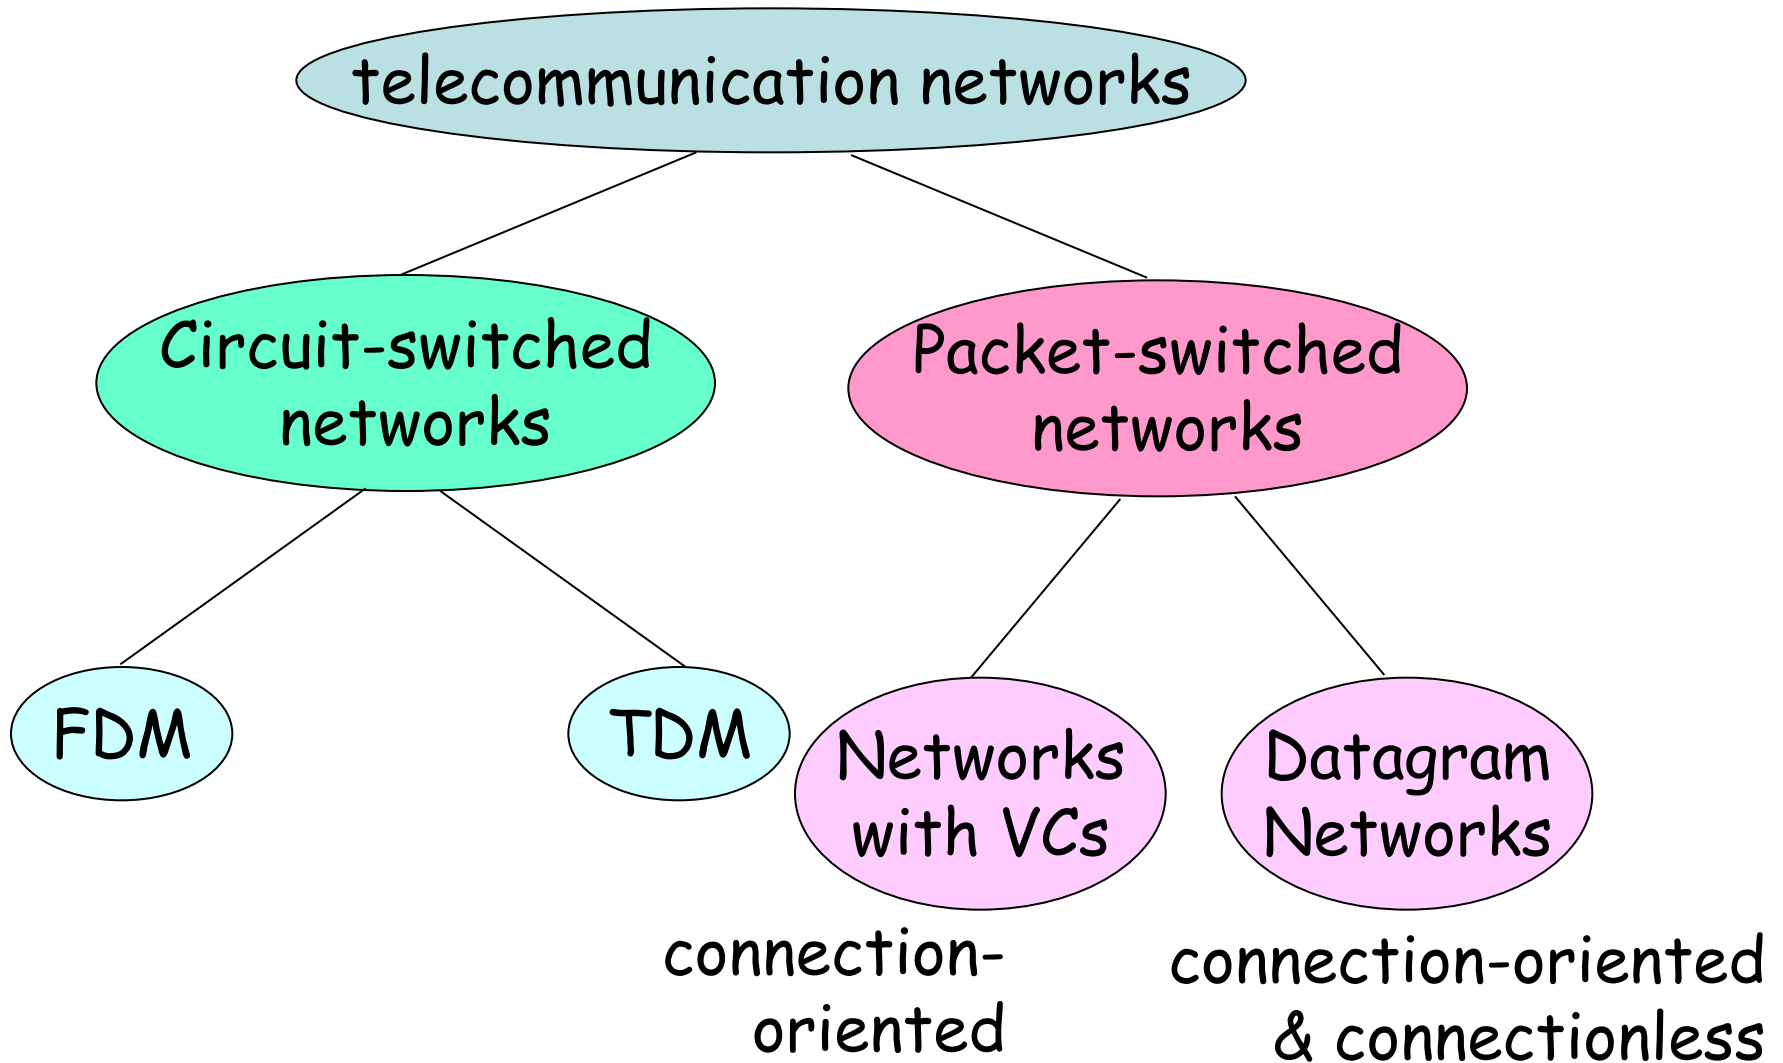 telecommunication networks
Circuit-switched
networks
Packet-switched
networks
FDM
TDM
Networks
with VCs
Datagram
Networks
connection-
oriented
connection-oriented
& connectionless